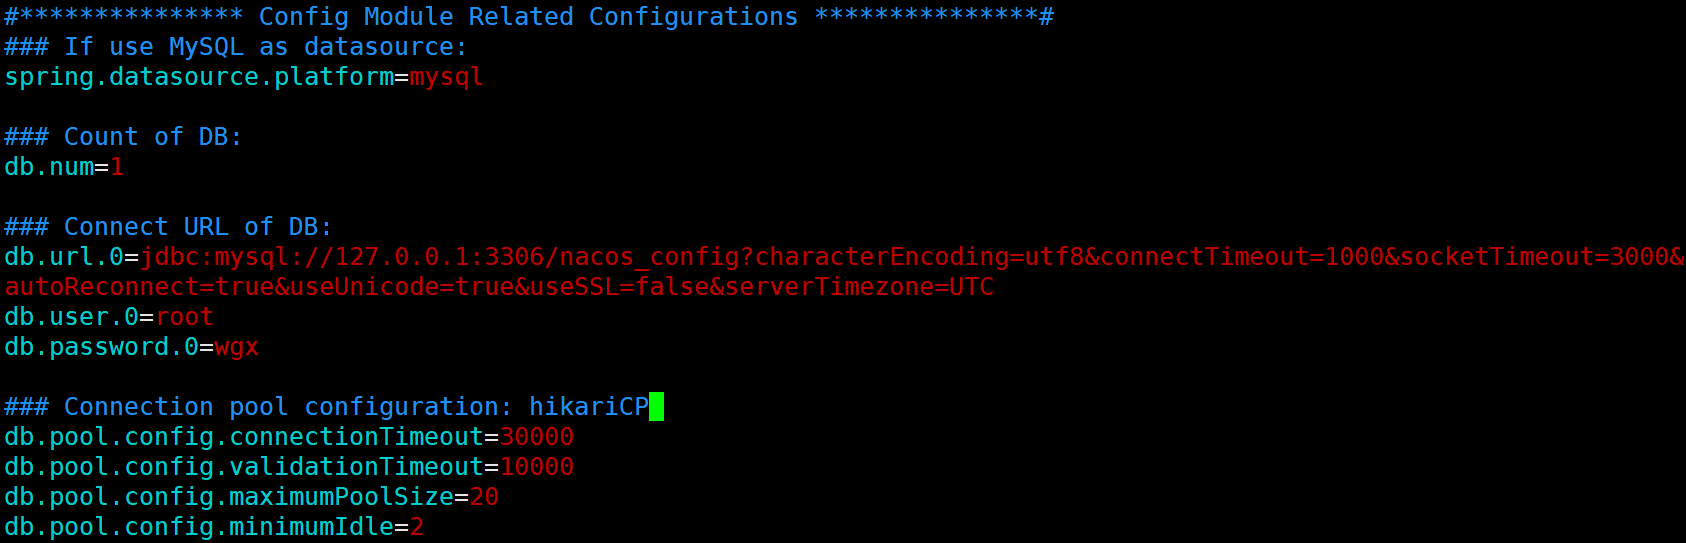 #*************** Config Module Related Configurations ***************#
### If use MySQL as datasource:
spring.datasource.platform=mysql
### Count of DB:
db.num=1
### Connect URL of DB:
db.url.0=jdbc:mysql://127.0.0.1:3306/nacos_config?characterEncoding=utf8&connectTimeout=1000&socketTimeout=3000&
autoReconnect=true&useUnicode=true&useSSL=false&serverTimezone=UTC
db.user.0=root
db.password.0=wgx
### Connection pool configuration: hikariCP
db.pool.config.connectionTimeout=30000
db.pool.config.validationTimeout=10000
db.pool.config.maximumPoolSize=20
db.pool.config.minimumIdle=2